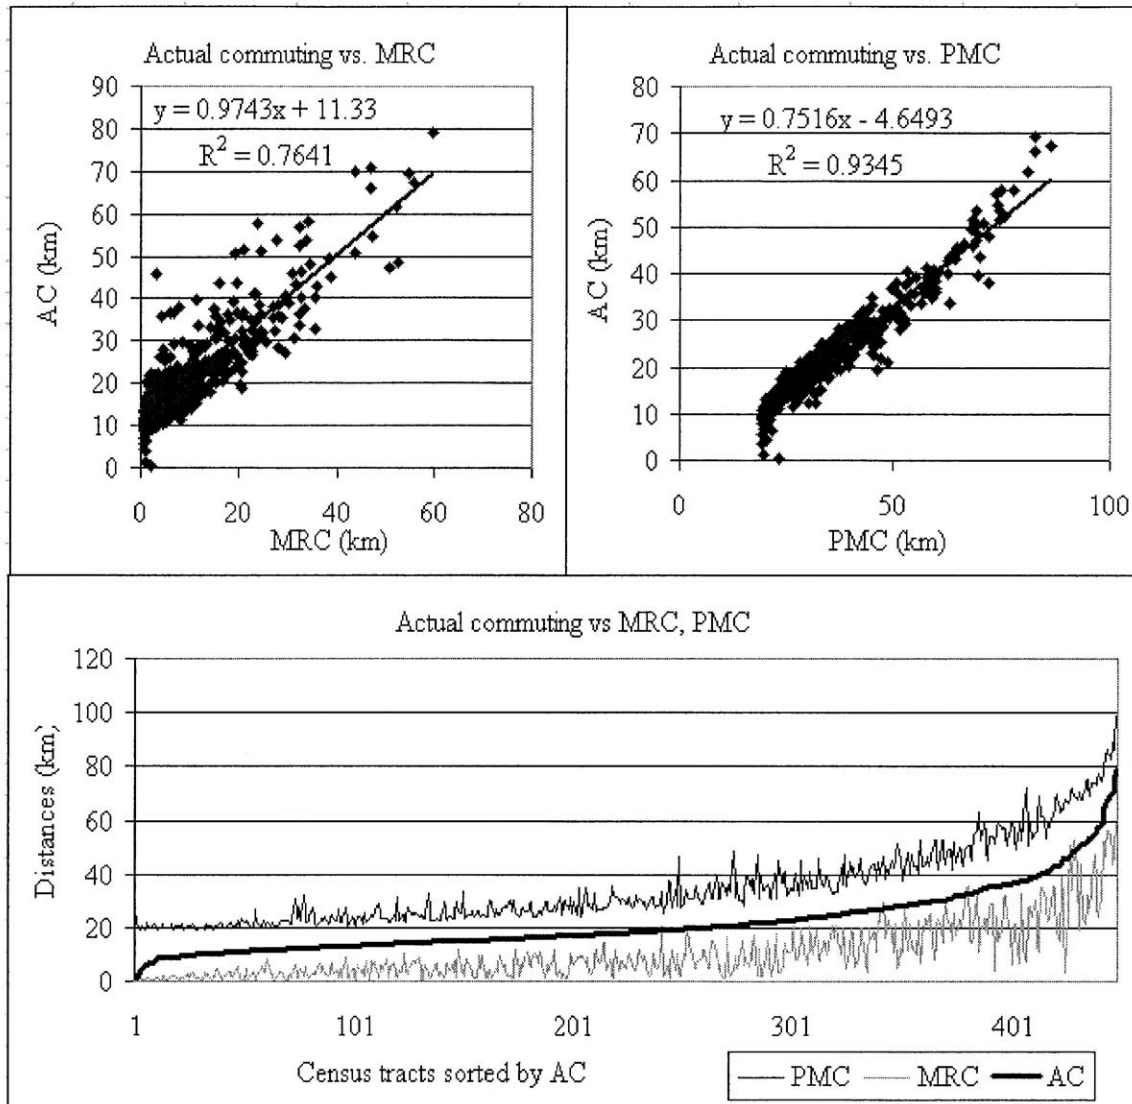 Actual commuting vs. MRC
90
80
70
60
50
40
30
20
10
0
AC (km)
y = 0.9743x + 11.33
R² = 0.7641
0 20 40 60 80
MRC (km)
Actual commuting vs. PMC
80
70
60
50
40
30
20
10
0
AC (km)
y = 0.7516x - 4.6493
R² = 0.9345
0 50 100
PMC (km)
Actual commuting vs MRC, PMC
120
100
80
60
40
20
0
Distances (km)
1 101 201 301 401
Census tracts sorted by AC
PMC MRC AC